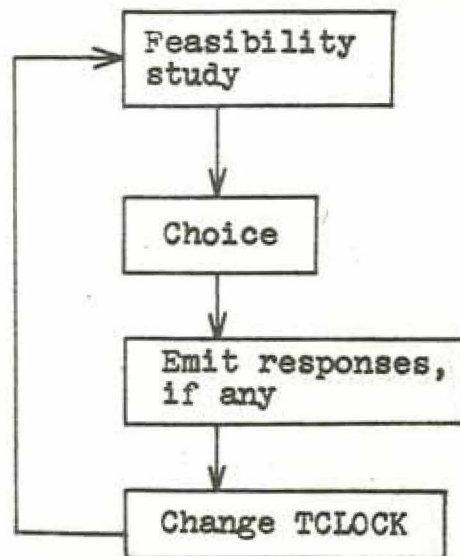 Feasibility
study
Choice
Emit responses,
if any
Change TCLOCK